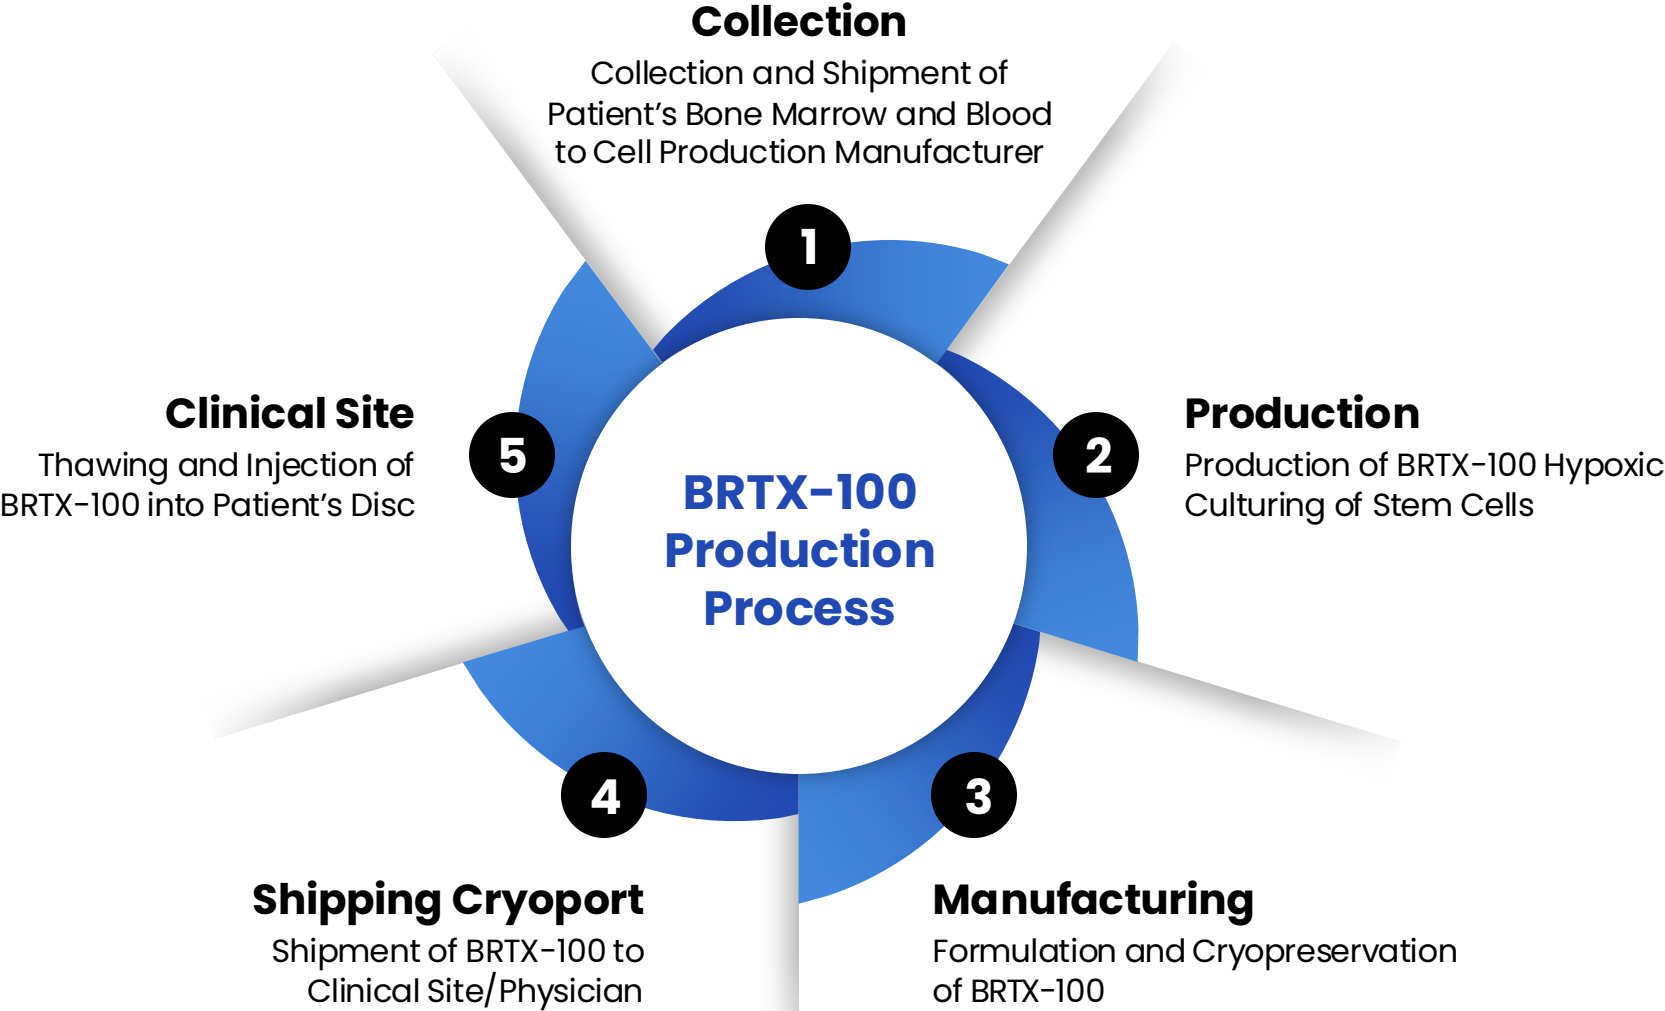 Collection
Collection and Shipment of
Patient’s Bone Marrow and Blood
to Cell Production Manufacturer
1
2
Production
Production of BRTX-100 Hypoxic
Culturing of Stem Cells
3
Manufacturing
Formulation and Cryopreservation
of BRTX-100
4
Shipping Cryoport
Shipment of BRTX-100 to
Clinical Site/Physician
5
Clinical Site
Thawing and Injection of
BRTX-100 into Patient’s Disc
BRTX-100
Production
Process